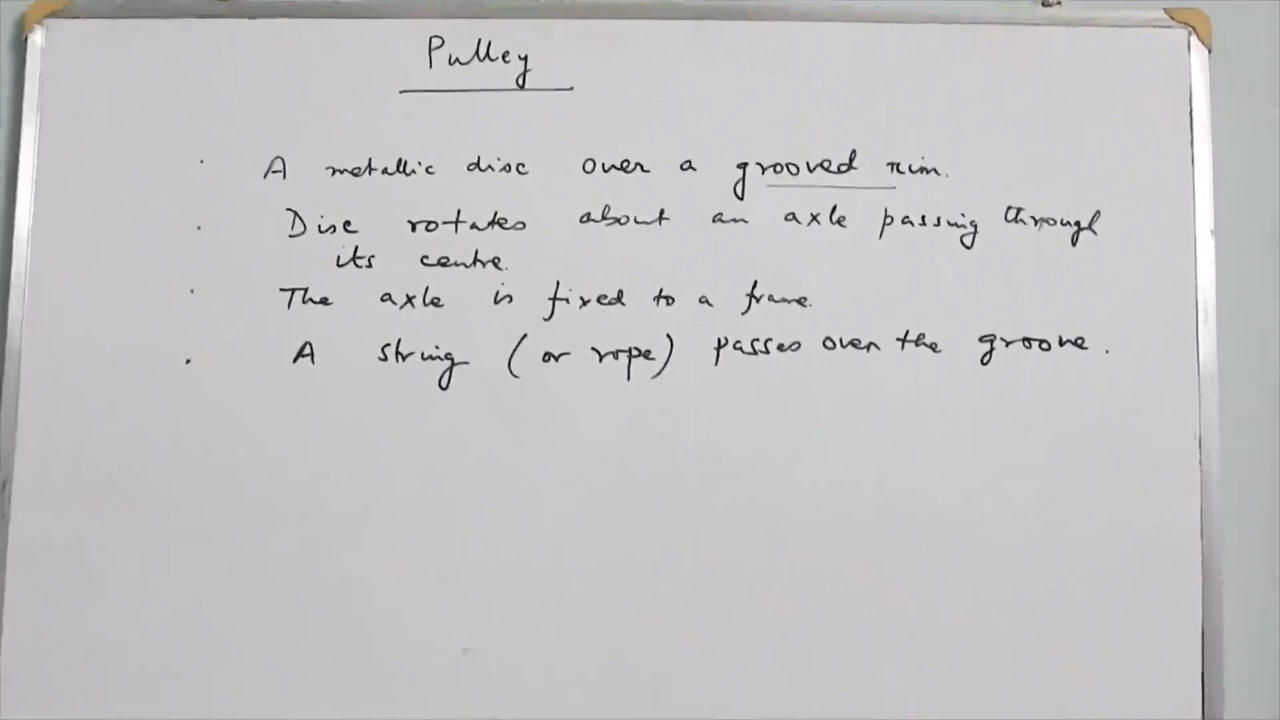 Pulley
. A metallic disc over a grooved rim.
. Disc rotates about an axle passing through
its centre.
. The axle is fixed to a frame.
. A string (or rope) passes over the groove.